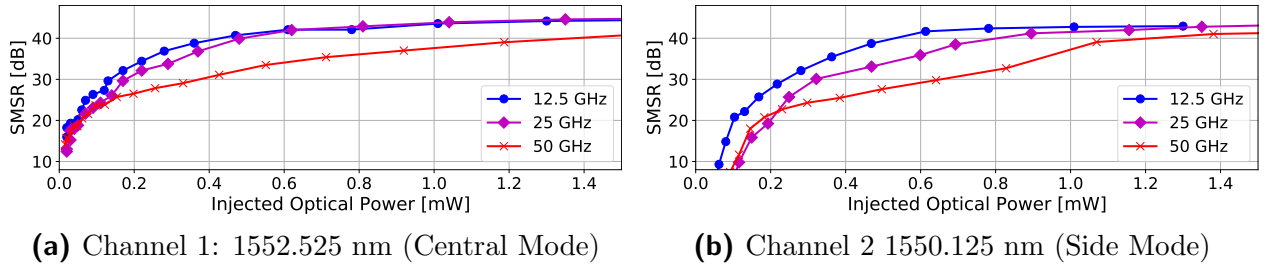 SMSR [dB]
40
30
20
10
0.0 0.2 0.4 0.6 0.8 1.0 1.2 1.4
Injected Optical Power [mW]
12.5 GHz
25 GHz
50 GHz
(a) Channel 1: 1552.525 nm (Central Mode)
SMSR [dB]
40
30
20
10
0.0 0.2 0.4 0.6 0.8 1.0 1.2 1.4
Injected Optical Power [mW]
12.5 GHz
25 GHz
50 GHz
(b) Channel 2 1550.125 nm (Side Mode)